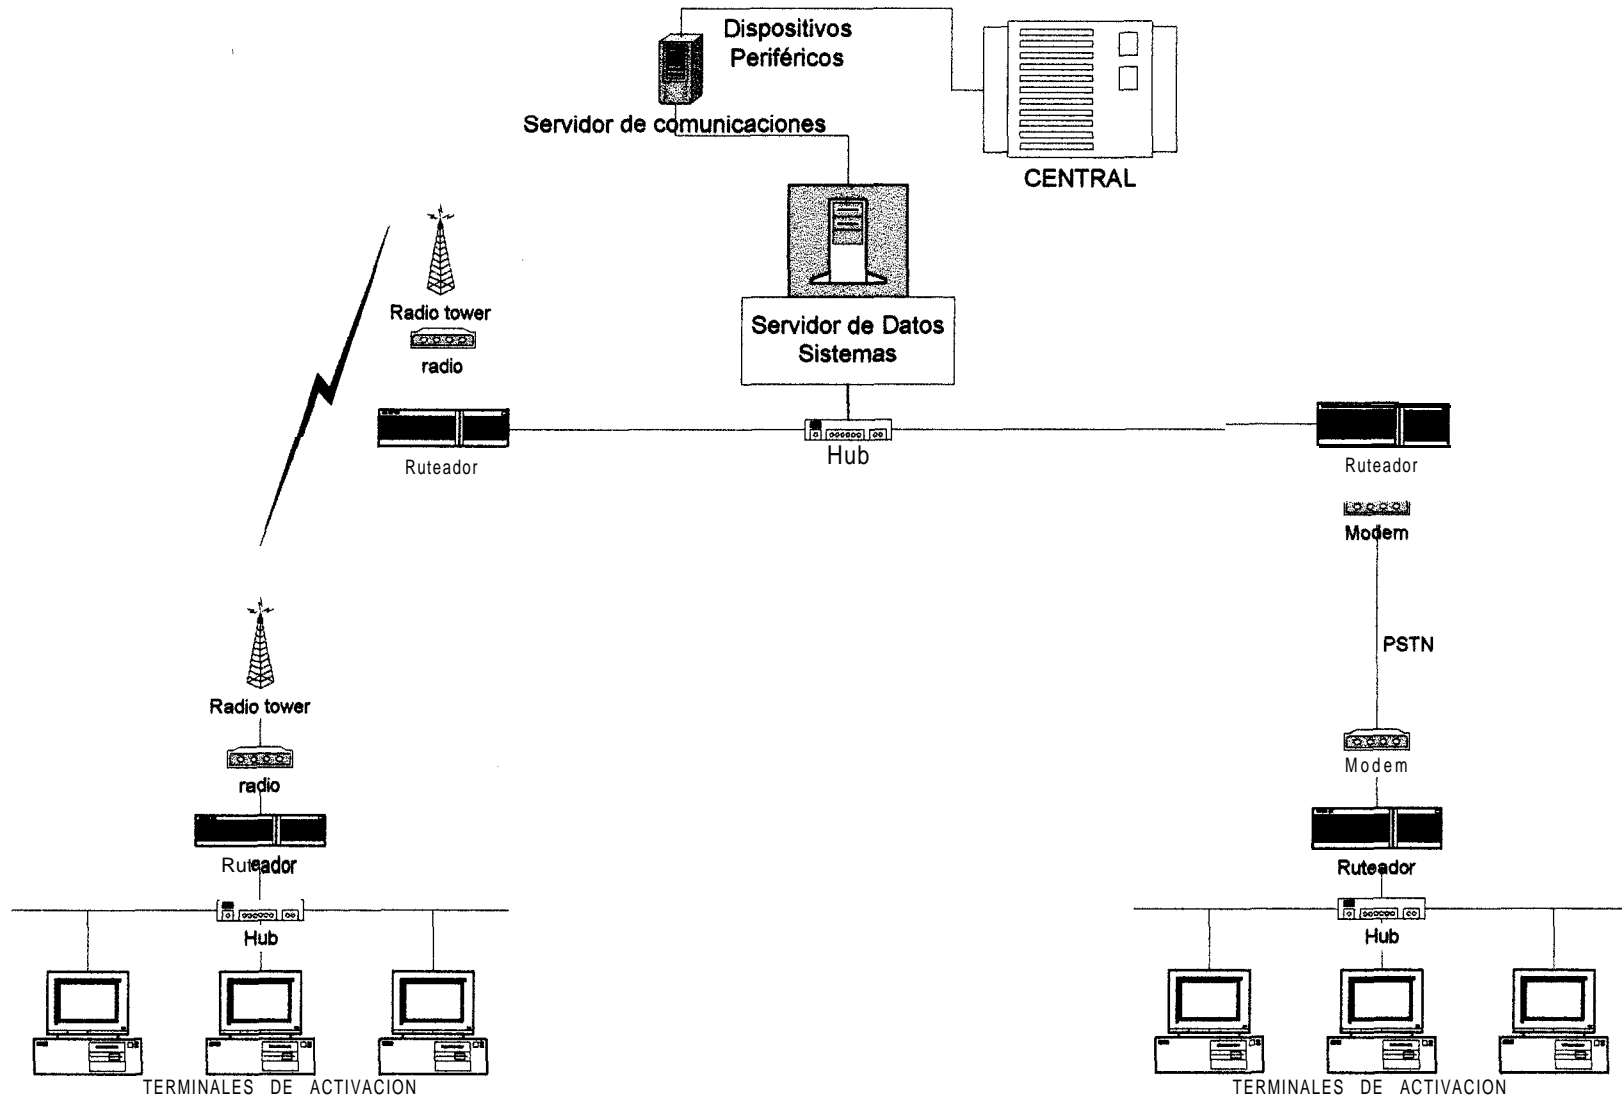 Dispositivos
Periféricos
Servidor de comunicaciones
CENTRAL
Radio tower
radio
Servidor de Datos
Sistemas
Ruteador
Hub
Ruteador
Modem
PSTN
Radio tower
radio
Modem
Ruteador
Ruteador
Hub
Hub
TERMINALES DE ACTIVACION
TERMINALES DE ACTIVACION